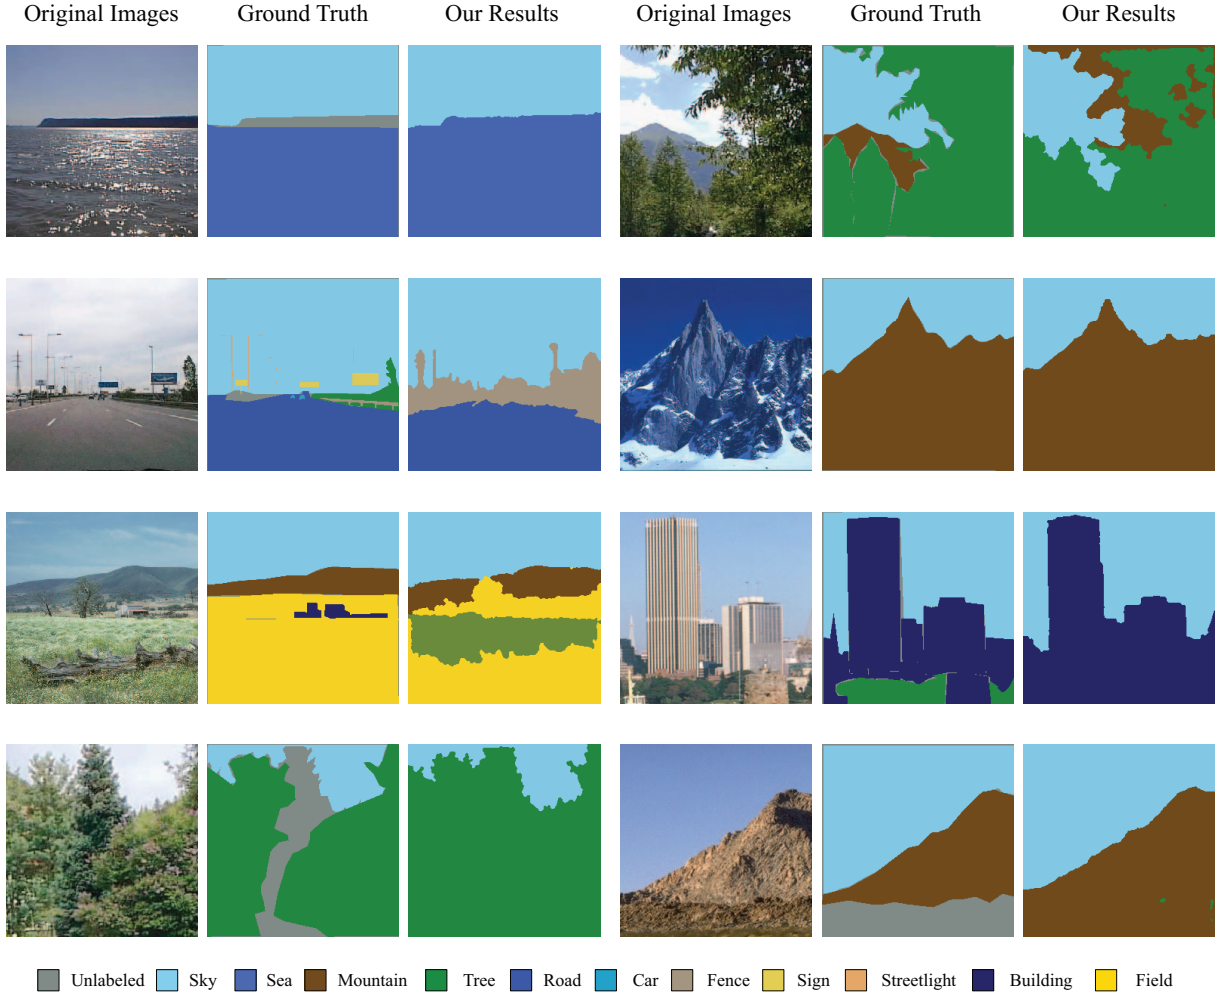 Original Images Ground Truth Our Results Original Images Ground Truth Our Results
Unlabeled Sky Sea Mountain Tree Road Car Fence Sign Streetlight Building Field